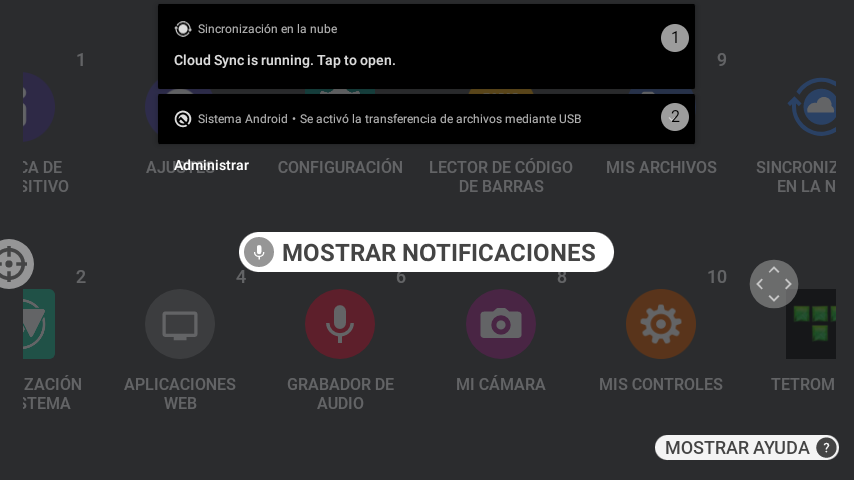 Sincronización en la nube
1
Cloud Sync is running. Tap to open.
1
9
Sistema Android • Se activó la transferencia de archivos mediante USB
2
Administrar
CA DE
SITIVO
AJUSTES
CONFIGURACIÓN
LECTOR DE CÓDIGO
DE BARRAS
MIS ARCHIVOS
SINCRONIZ
EN LA N
MOSTRAR NOTIFICACIONES
2
4
6
8
10
ZACIÓN
STEMA
APLICACIONES
WEB
GRABADOR DE
AUDIO
MI CÁMARA
MIS CONTROLES
TETROM
MOSTRAR AYUDA ?